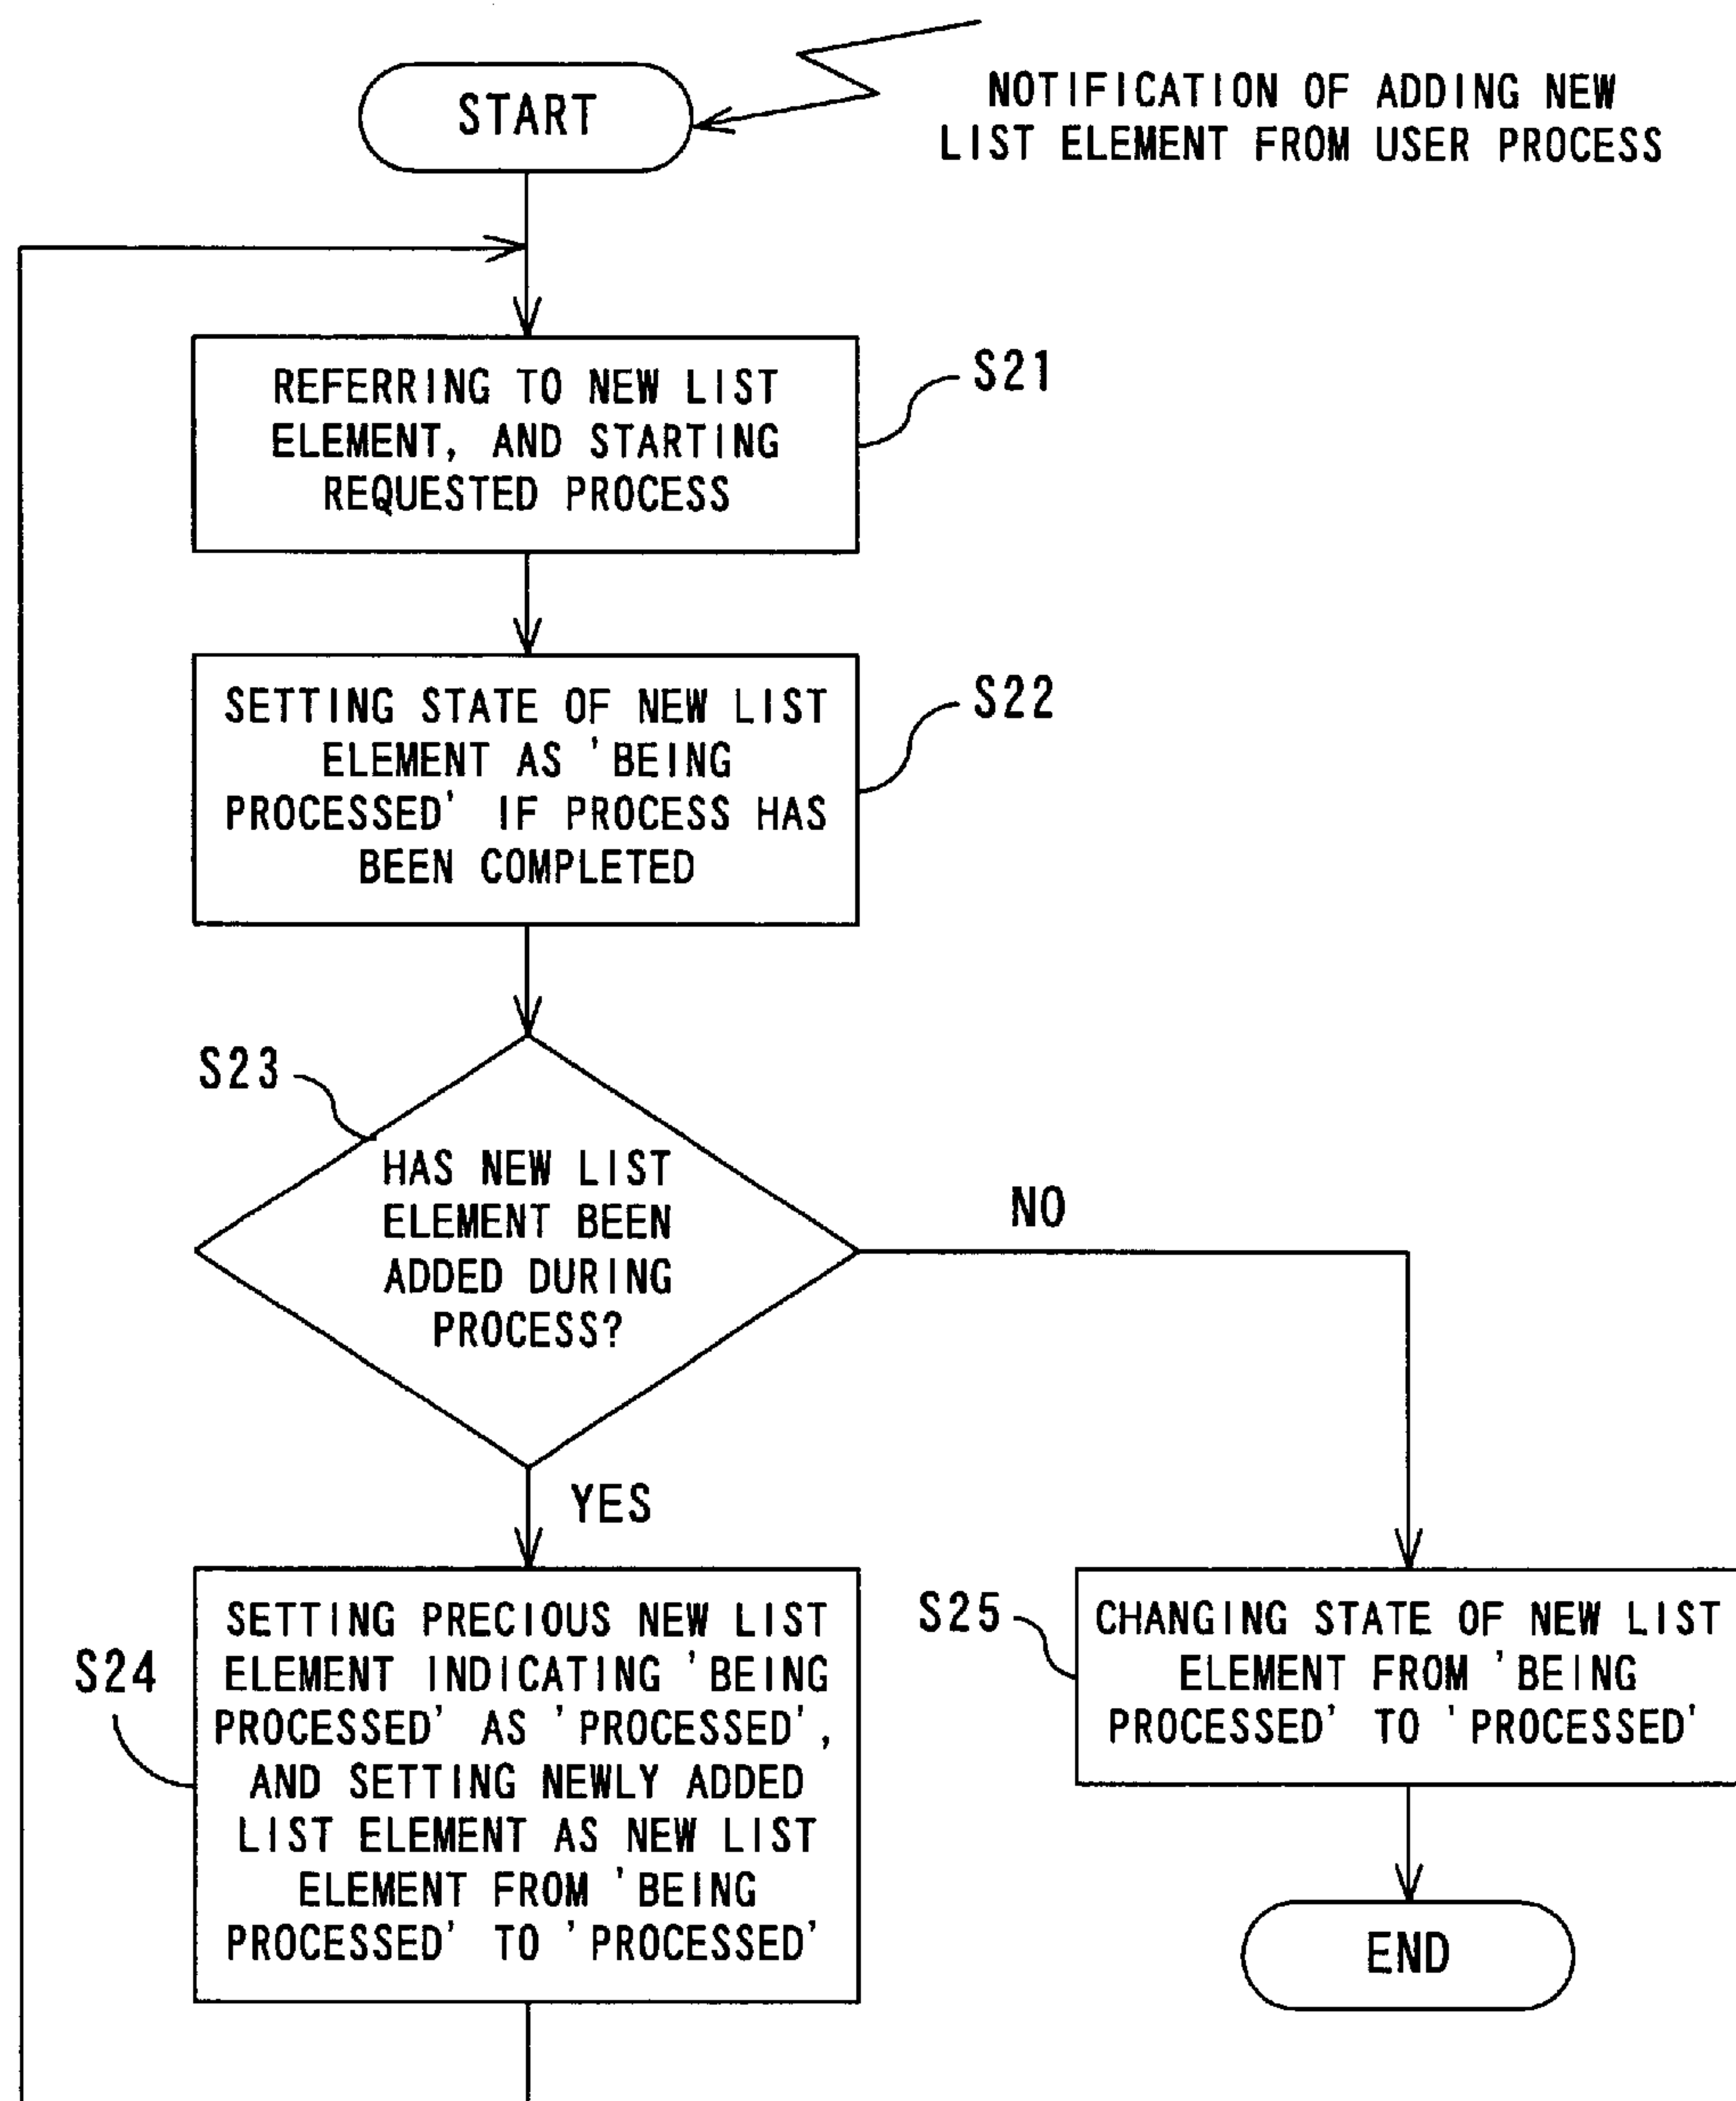 START
NOTIFICATION OF ADDING NEW
LIST ELEMENT FROM USER PROCESS
REFERRING TO NEW LIST
ELEMENT, AND STARTING
REQUESTED PROCESS
S21
SETTING STATE OF NEW LIST
ELEMENT AS 'BEING
PROCESSED' IF PROCESS HAS
BEEN COMPLETED
S22
S23
HAS NEW LIST
ELEMENT BEEN
ADDED DURING
PROCESS?
NO
YES
S24
SETTING PRECIOUS NEW LIST
ELEMENT INDICATING 'BEING
PROCESSED' AS 'PROCESSED',
AND SETTING NEWLY ADDED
LIST ELEMENT AS NEW LIST
ELEMENT FROM 'BEING
PROCESSED' TO 'PROCESSED'
S25
CHANGING STATE OF NEW LIST
ELEMENT FROM 'BEING
PROCESSED' TO 'PROCESSED'
END